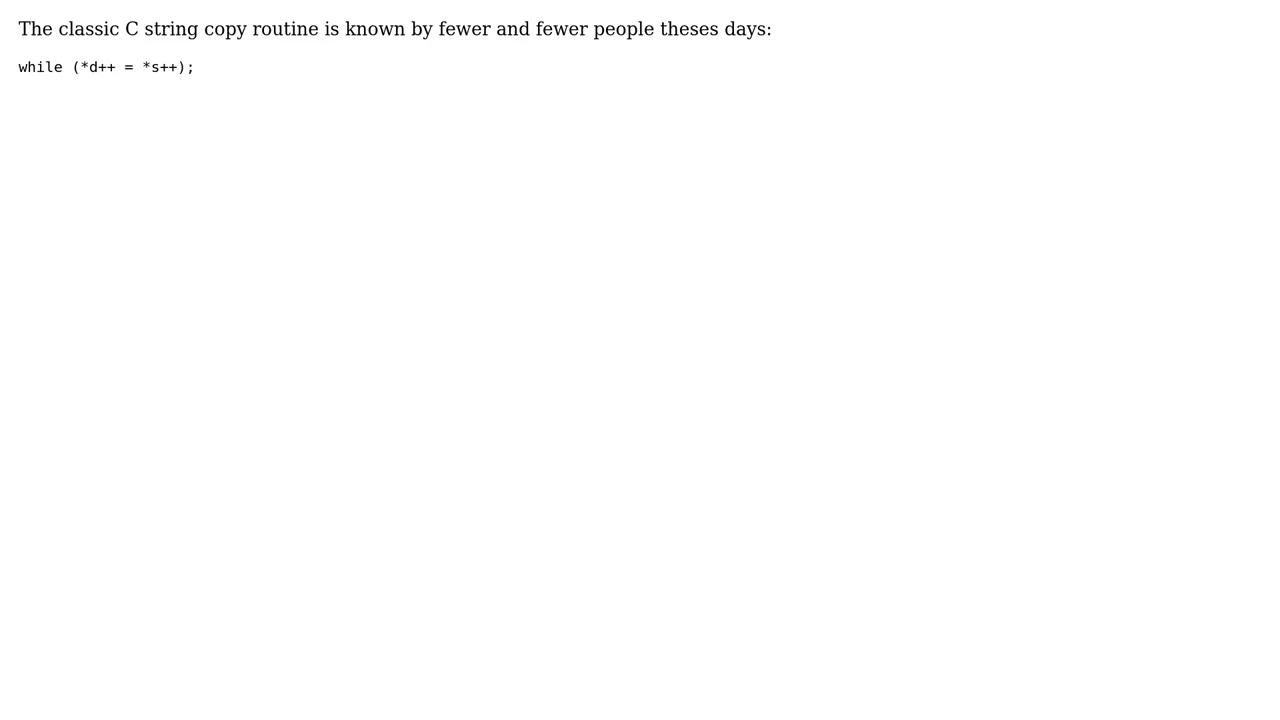 The classic C string copy routine is known by fewer and fewer people theses days:
while (*d++ = *s++);